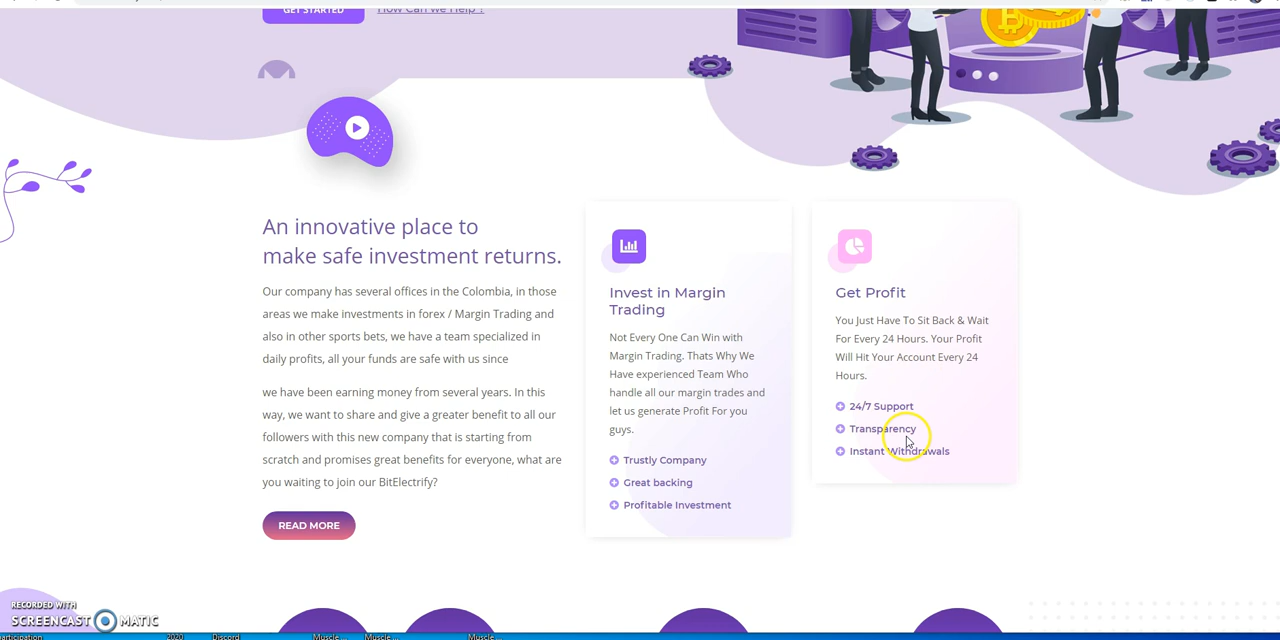 GET STARTED
How Can we Help ?
An innovative place to
make safe investment returns.
Our company has several offices in the Colombia, in those
areas we make investments in forex / Margin Trading and
also in other sports bets, we have a team specialized in
daily profits, all your funds are safe with us since
we have been earning money from several years. In this
way, we want to share and give a greater benefit to all our
followers with this new company that is starting from
scratch and promises great benefits for everyone, what are
you waiting to join our BitElectrify?
READ MORE
Invest in Margin
Trading
Not Every One Can Win with
Margin Trading. Thats Why We
Have experienced Team Who
handle all our margin trades and
let us generate Profit For you
guys.
Trustly Company
Great backing
Profitable Investment
Get Profit
You Just Have To Sit Back & Wait
For Every 24 Hours. Your Profit
Will Hit Your Account Every 24
Hours.
24/7 Support
Transparency
Instant Withdrawals
RECORDED WITH
SCREENCAST MATIC
2020 Discord Muscle... Muscle... Muscle...